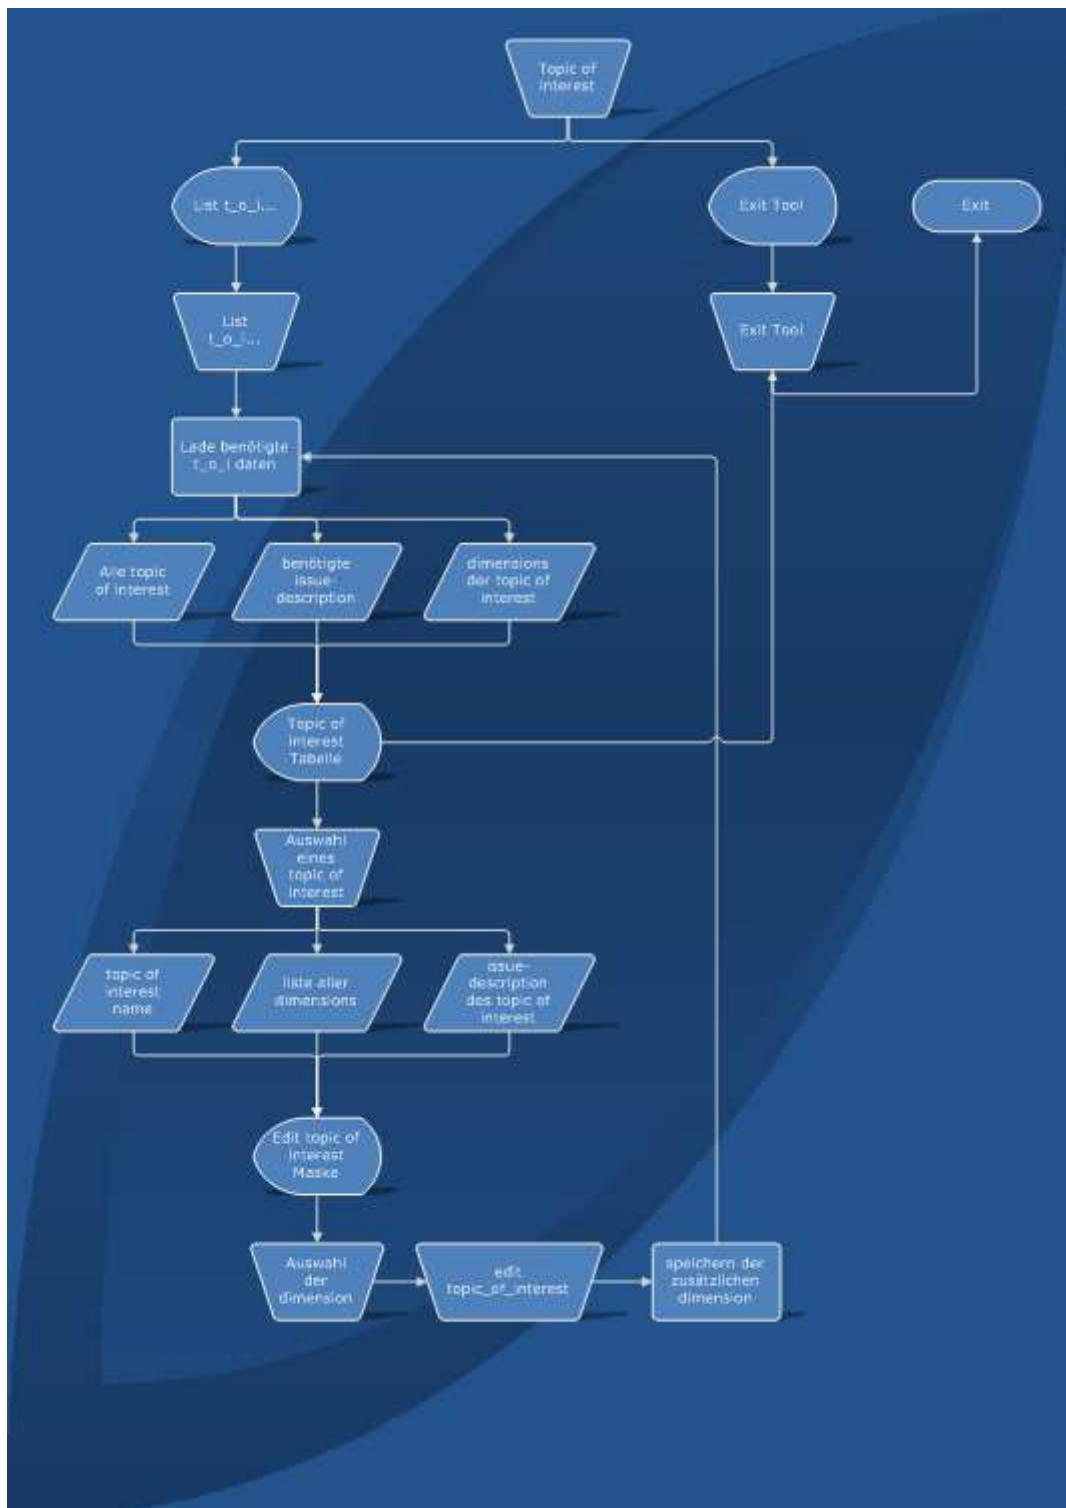 Topic of
interest
List t_o_i...
Exit Tool
Exit
List
t_o_i...
Exit Tool
Lade benötigte
t_o_i daten
Alle topic
of interest
benötigte
issue-
description
dimensions
der topic of
interest
Topic of
interest
Tabelle
Auswahl
eines
topic of
interest
topic of
interest
name
liste aller
dimensions
issue-
description
des topic of
interest
Edit topic of
interest
Maske
Auswahl
der
dimension
edit
topic_of_interest
speichern der
zusätzlichen
dimension